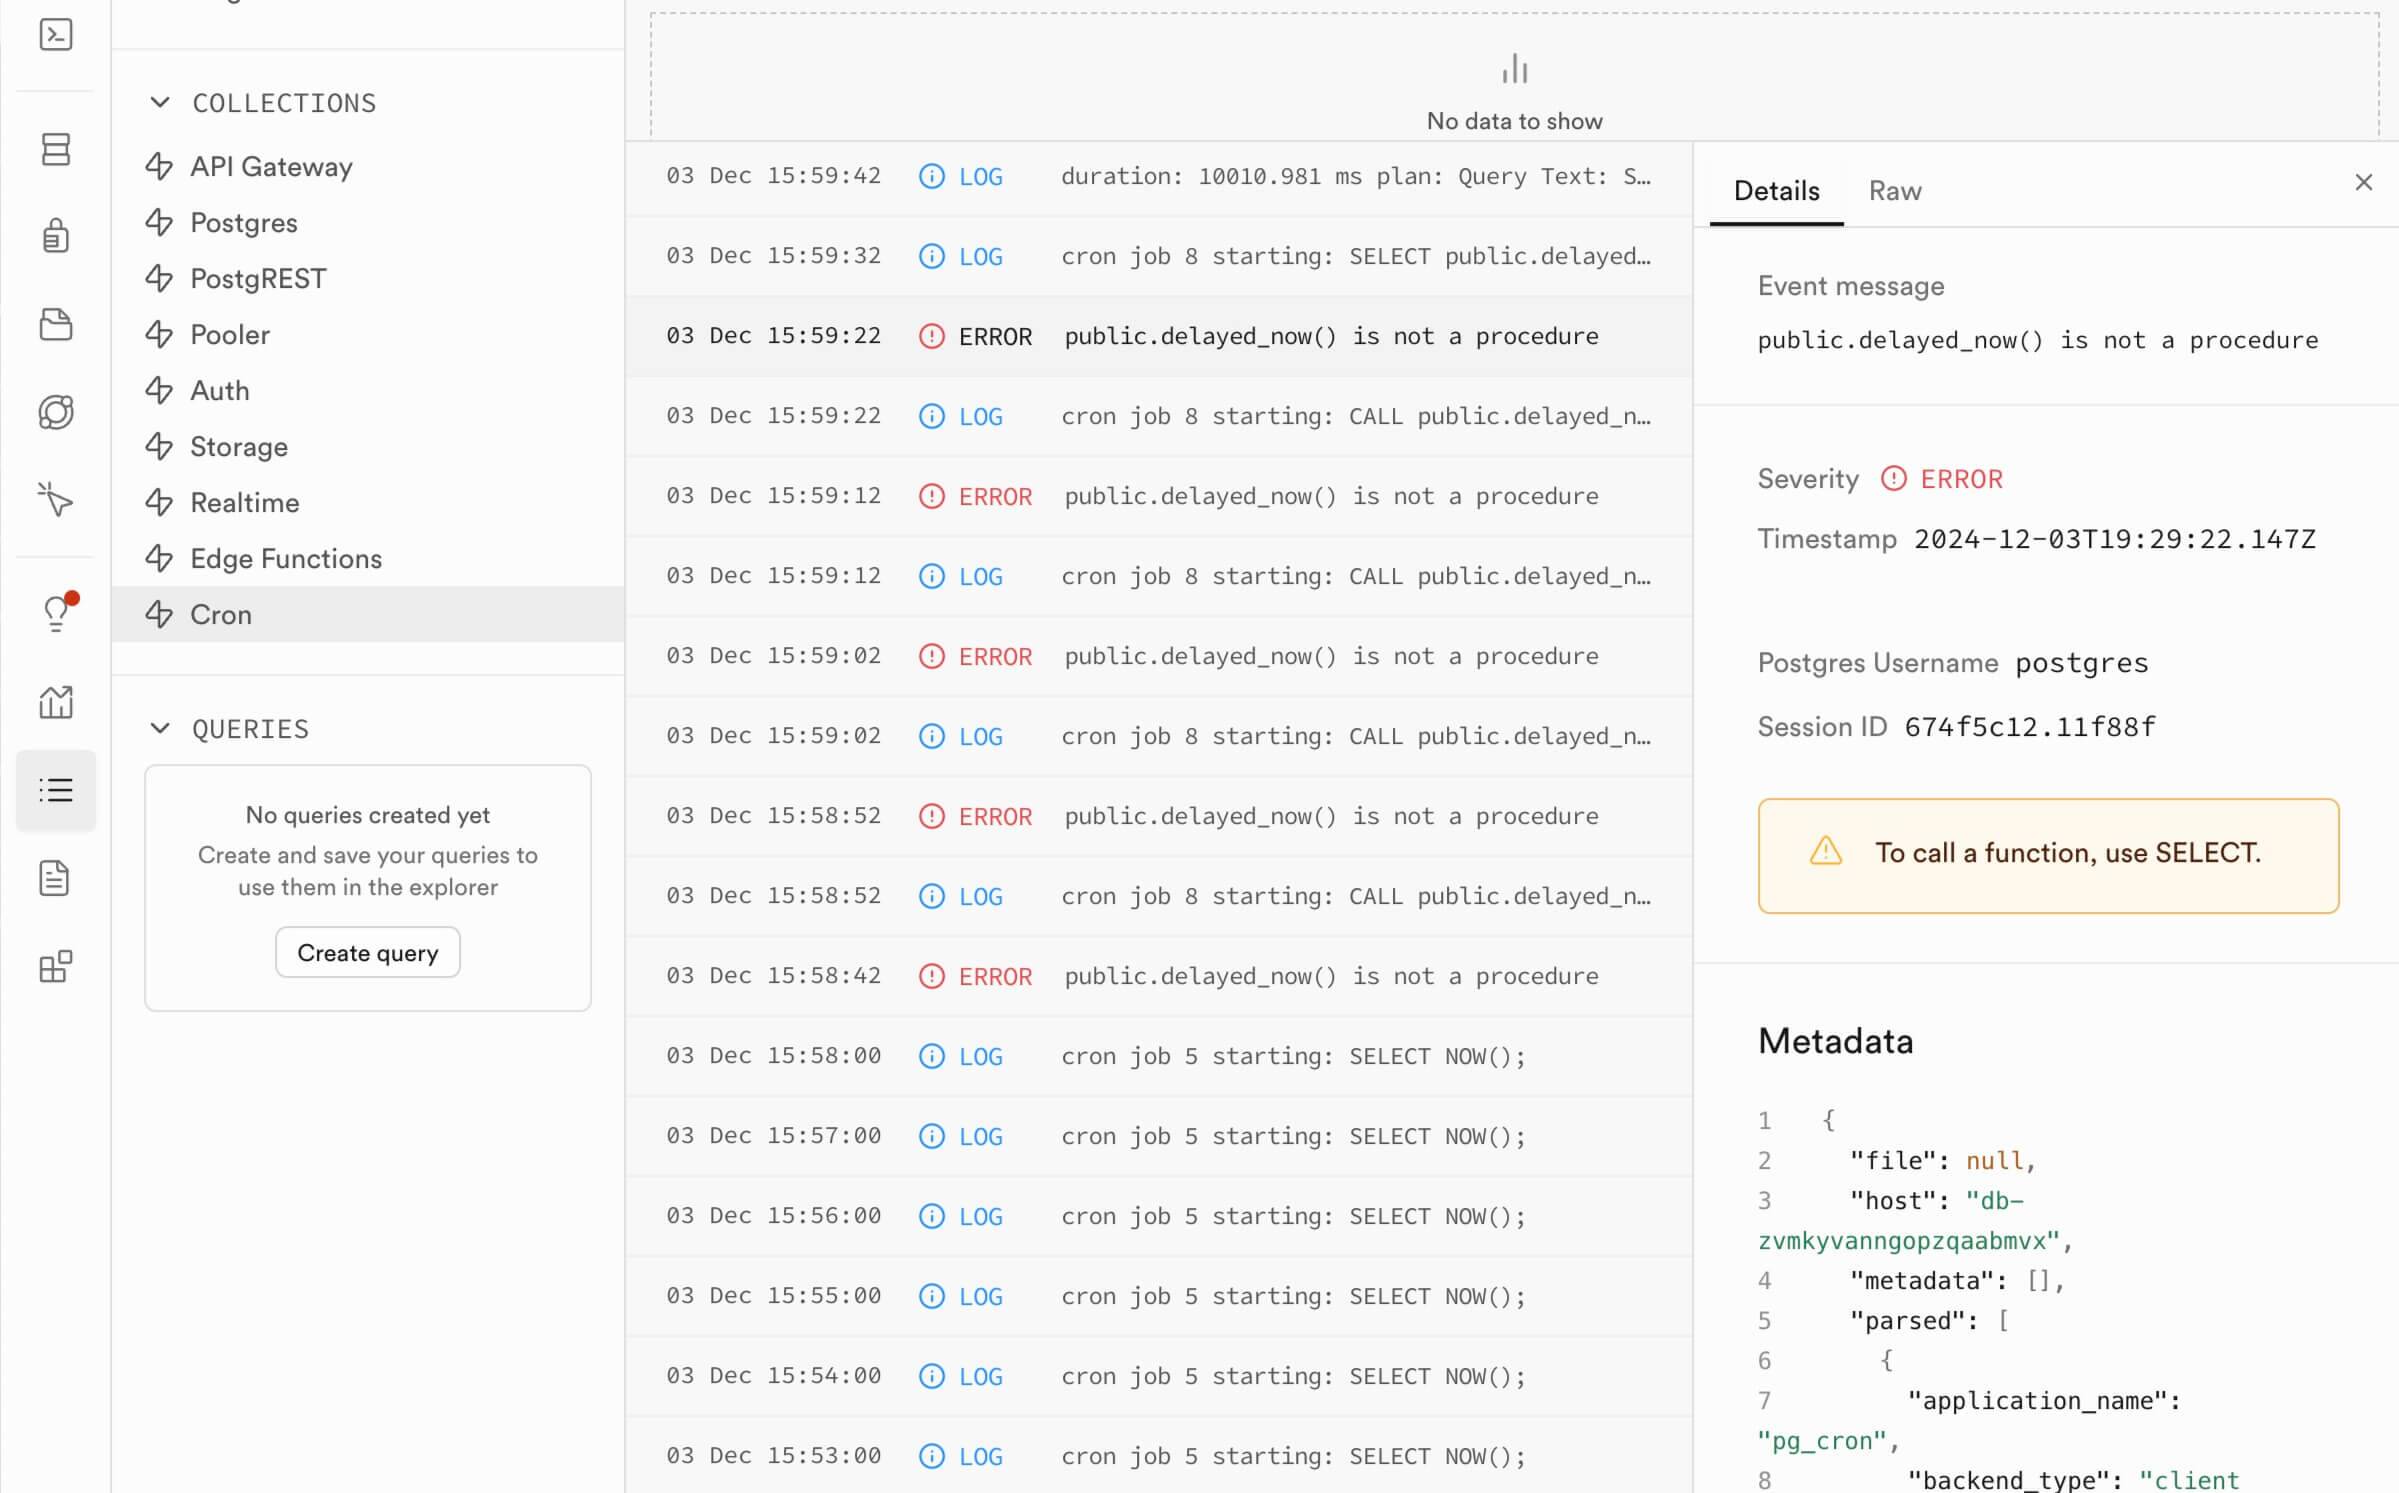 COLLECTIONS
API Gateway
Postgres
PostgREST
Pooler
Auth
Storage
Realtime
Edge Functions
Cron
QUERIES
No queries created yet
Create and save your queries to
use them in the explorer
Create query
No data to show
03 Dec 15:59:42 LOG duration: 10010.981 ms plan: Query Text: S…
03 Dec 15:59:32 LOG cron job 8 starting: SELECT public.delayed…
03 Dec 15:59:22 ERROR public.delayed_now() is not a procedure
03 Dec 15:59:22 LOG cron job 8 starting: CALL public.delayed_n…
03 Dec 15:59:12 ERROR public.delayed_now() is not a procedure
03 Dec 15:59:12 LOG cron job 8 starting: CALL public.delayed_n…
03 Dec 15:59:02 ERROR public.delayed_now() is not a procedure
03 Dec 15:59:02 LOG cron job 8 starting: CALL public.delayed_n…
03 Dec 15:58:52 ERROR public.delayed_now() is not a procedure
03 Dec 15:58:52 LOG cron job 8 starting: CALL public.delayed_n…
03 Dec 15:58:42 ERROR public.delayed_now() is not a procedure
03 Dec 15:58:00 LOG cron job 5 starting: SELECT NOW();
03 Dec 15:57:00 LOG cron job 5 starting: SELECT NOW();
03 Dec 15:56:00 LOG cron job 5 starting: SELECT NOW();
03 Dec 15:55:00 LOG cron job 5 starting: SELECT NOW();
03 Dec 15:54:00 LOG cron job 5 starting: SELECT NOW();
03 Dec 15:53:00 LOG cron job 5 starting: SELECT NOW();
Details Raw
Event message
public.delayed_now() is not a procedure
Severity ERROR
Timestamp 2024-12-03T19:29:22.147Z
Postgres Username postgres
Session ID 674f5c12.11f88f
To call a function, use SELECT.
Metadata
1 {
2 "file": null,
3 "host": "db-
zvmkyvanngopzqaabmvx",
4 "metadata": [],
5 "parsed": [
6 {
7 "application_name":
"pg_cron",
8 "backend_type": "client